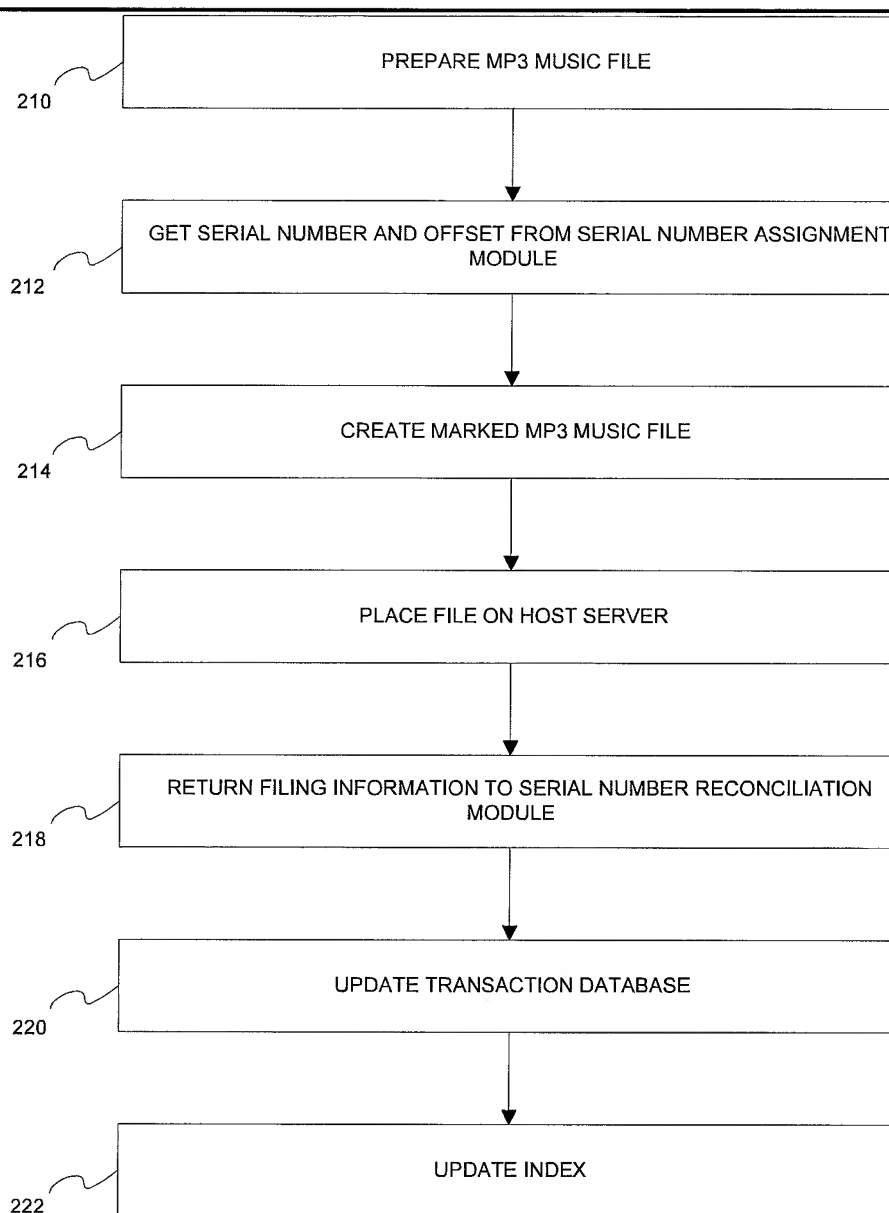 PREPARE MP3 MUSIC FILE
210
GET SERIAL NUMBER AND OFFSET FROM SERIAL NUMBER ASSIGNMENT
MODULE
212
CREATE MARKED MP3 MUSIC FILE
214
PLACE FILE ON HOST SERVER
216
RETURN FILING INFORMATION TO SERIAL NUMBER RECONCILIATION
MODULE
218
UPDATE TRANSACTION DATABASE
220
UPDATE INDEX
222